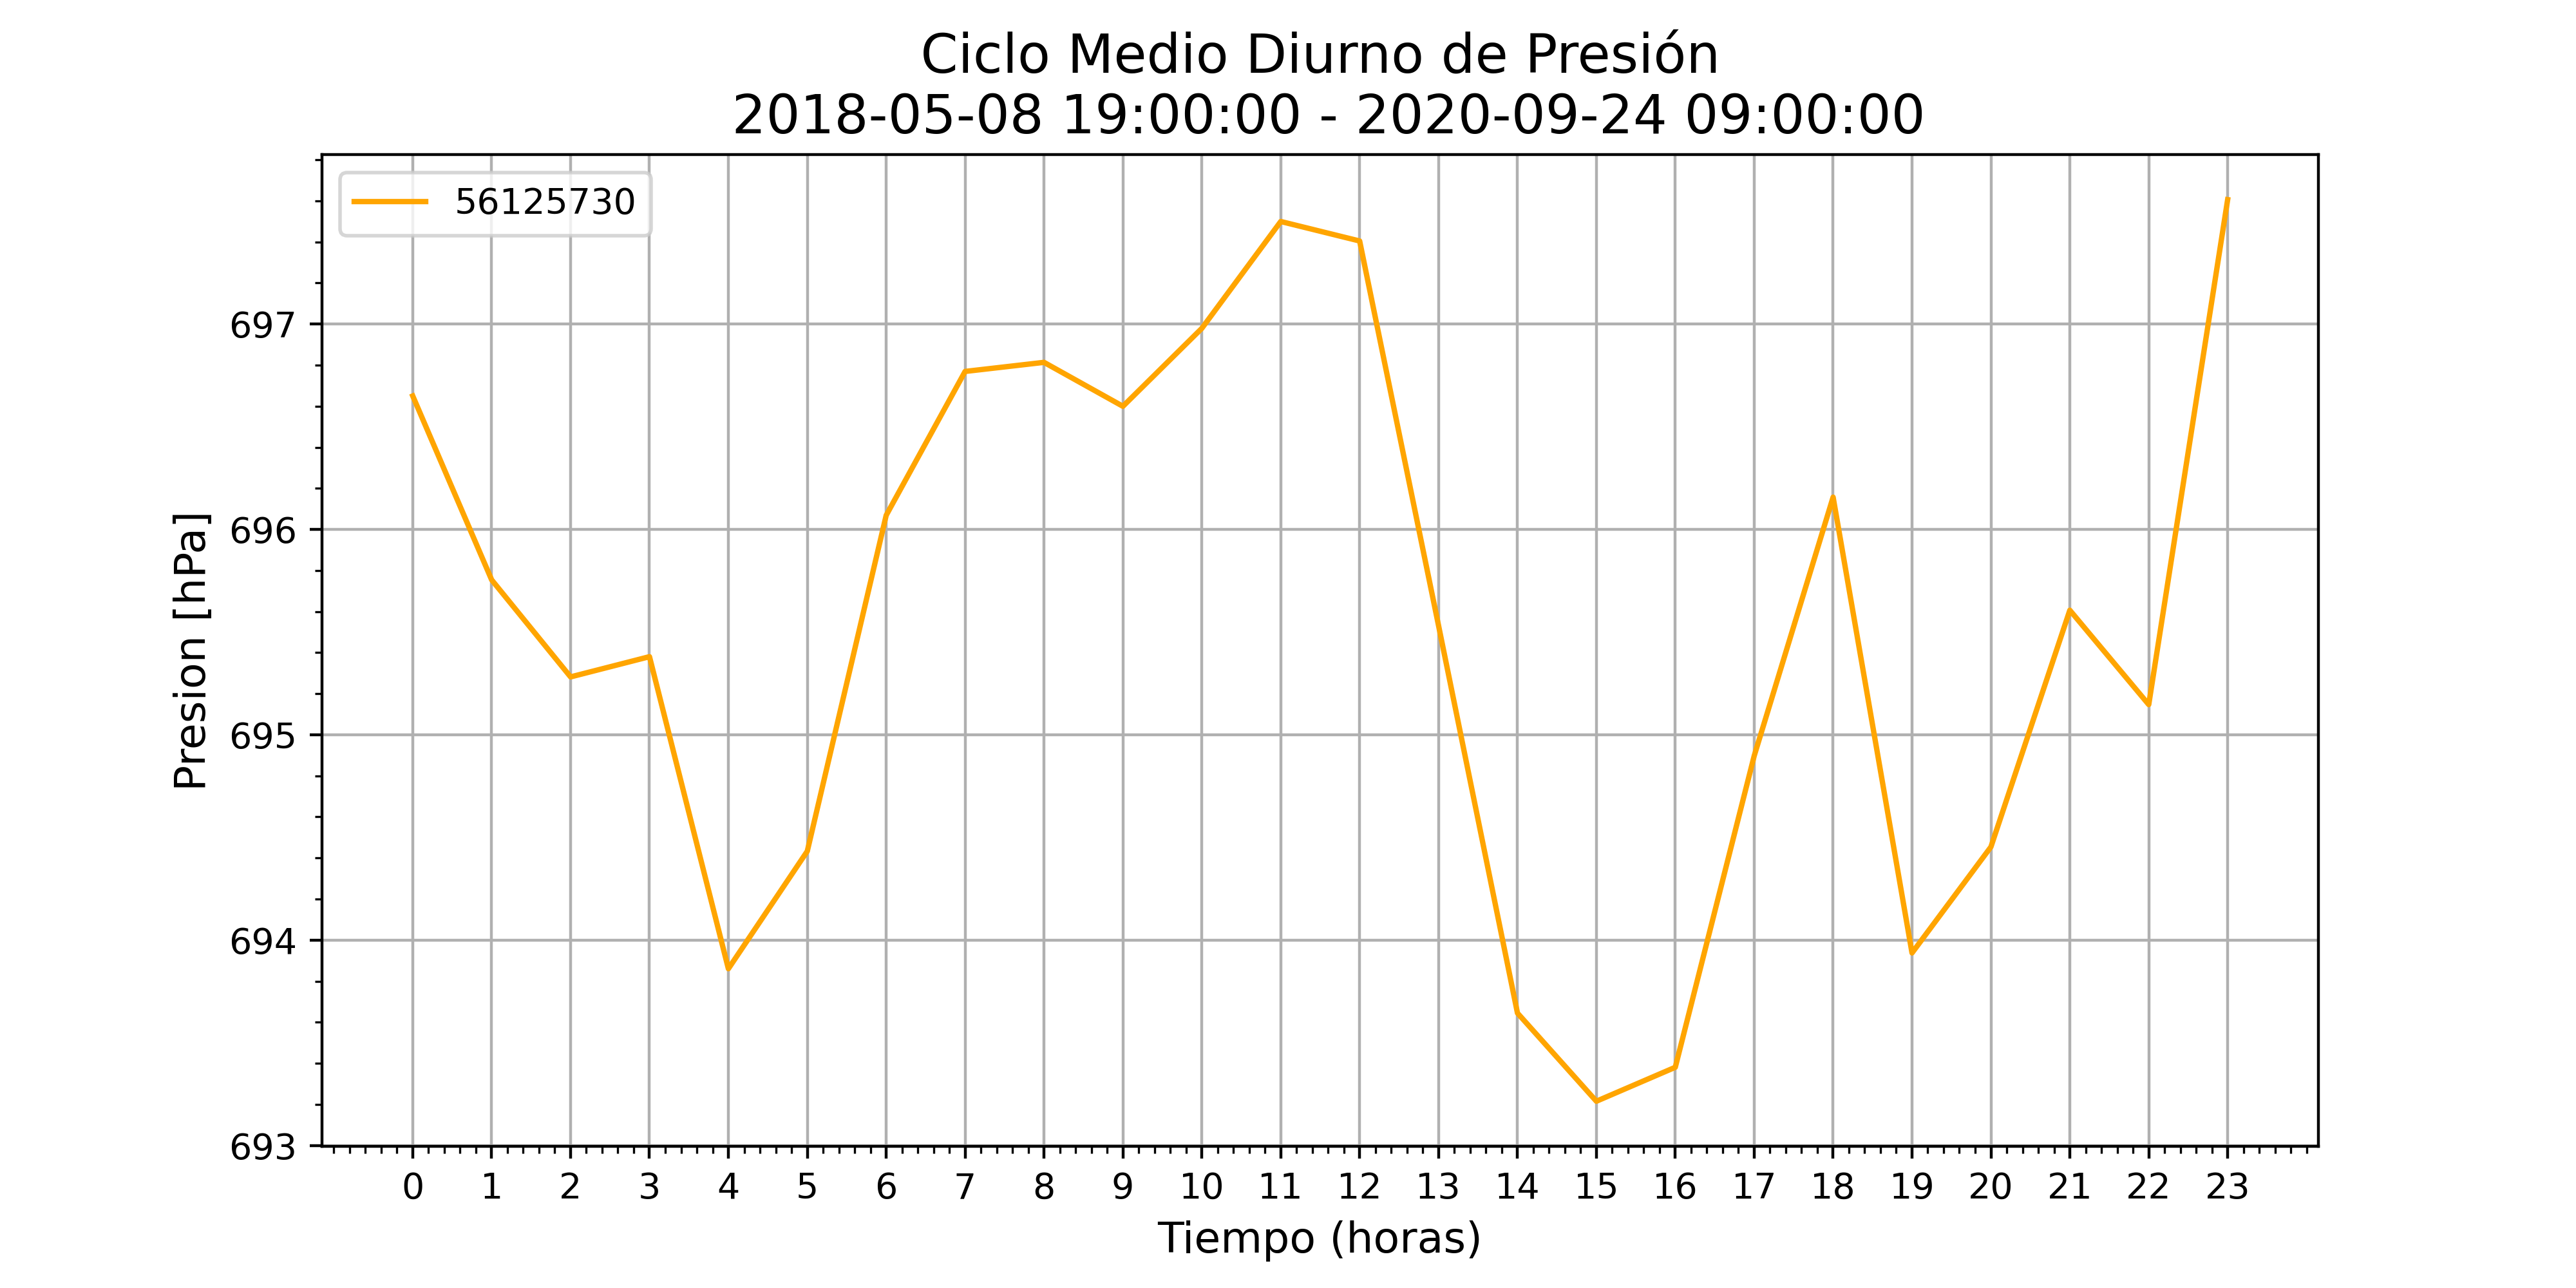 Ciclo Medio Diurno de Presión
2018-05-08 19:00:00 - 2020-09-24 09:00:00
56125730
Presion [hPa]
697
696
695
694
693
0 1 2 3 4 5 6 7 8 9 10 11 12 13 14 15 16 17 18 19 20 21 22 23
Tiempo (horas)